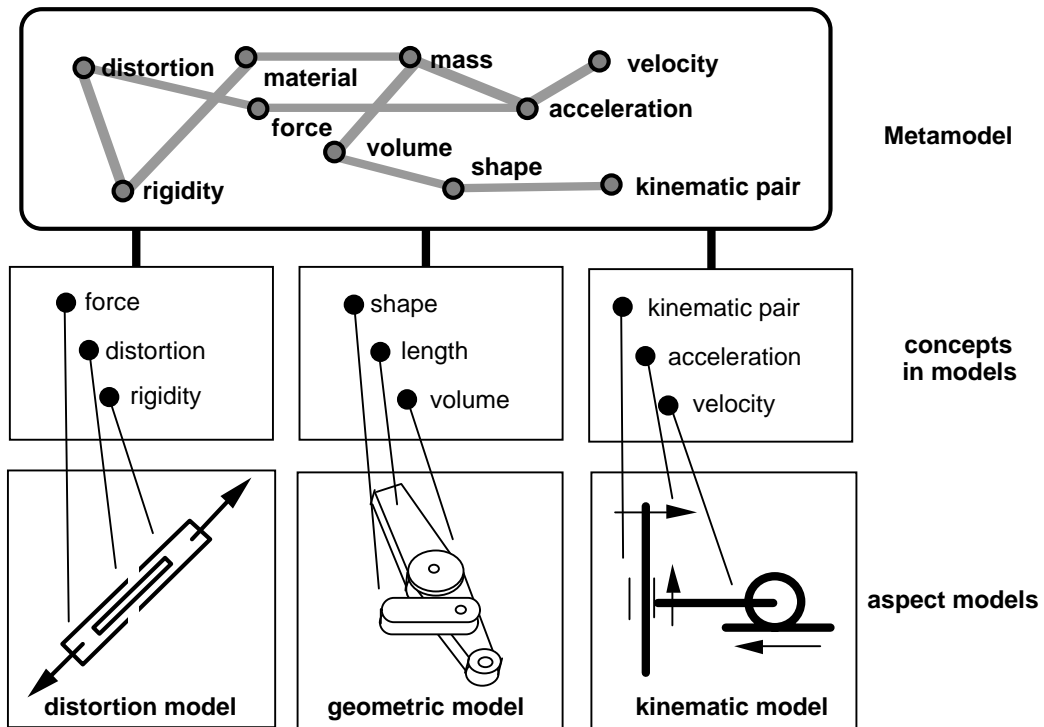 distortion
material
mass
velocity
force
acceleration
volume
shape
rigidity
kinematic pair
Metamodel
force
distortion
rigidity
shape
length
volume
kinematic pair
acceleration
velocity
concepts
in models
distortion model
geometric model
kinematic model
aspect models